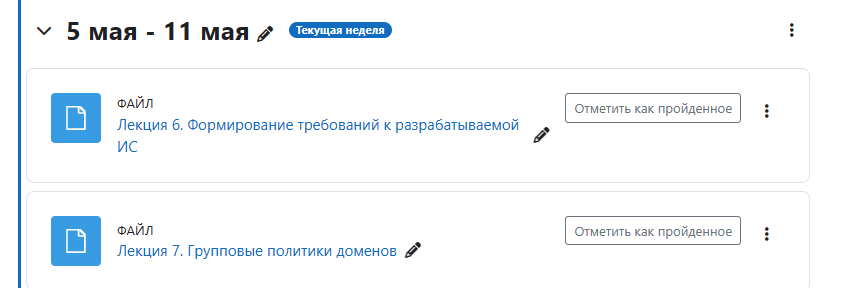 5 мая - 11 мая
Текущая неделя
ФАЙЛ
Лекция 6. Формирование требований к разрабатываемой
ИС
Отметить как пройденное
ФАЙЛ
Лекция 7. Групповые политики доменов
Отметить как пройденное